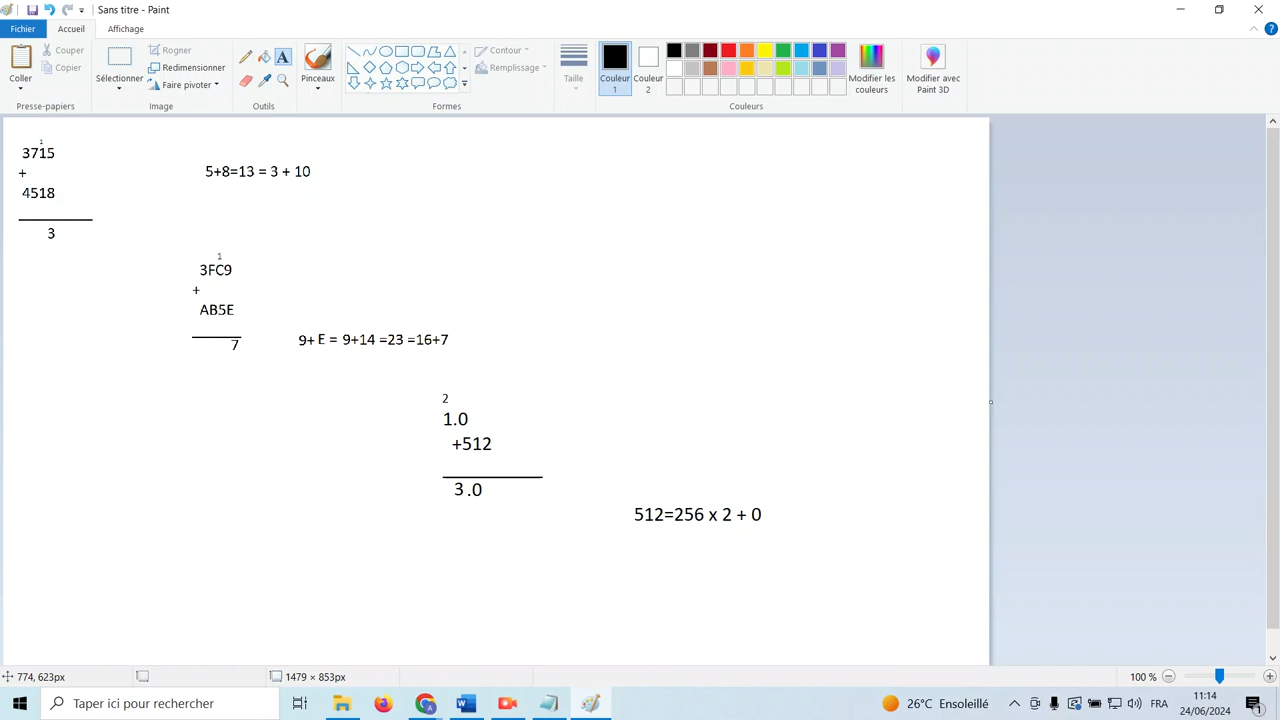 Sans titre - Paint
Fichier
Accueil
Affichage
Coller
Couper
Copier
Presse-papiers
Sélectionner
Rogner
Redimensionner
Faire pivoter
Image
A
Outils
Pinceaux
Formes
Contour
Remplissage
Taille
Couleur 1
Couleur 2
Couleurs
Modifier les couleurs
Modifier avec Paint 3D
1
3715
+
4518
3
5+8=13 = 3 + 10
1
3FC9
+
AB5E
7
9+ E = 9+14 =23 =16+7
2
1.0
+512
3.0
512=256 x 2 + 0
774, 623px
1479 × 853px
100 %
Taper ici pour rechercher
26°C Ensoleillé
FRA
11:14
24/06/2024
1